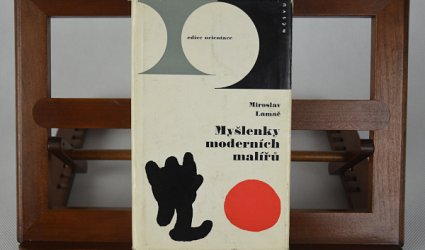 edice orientace
Miroslav
Lamač
Myšlenky
moderních
malířů